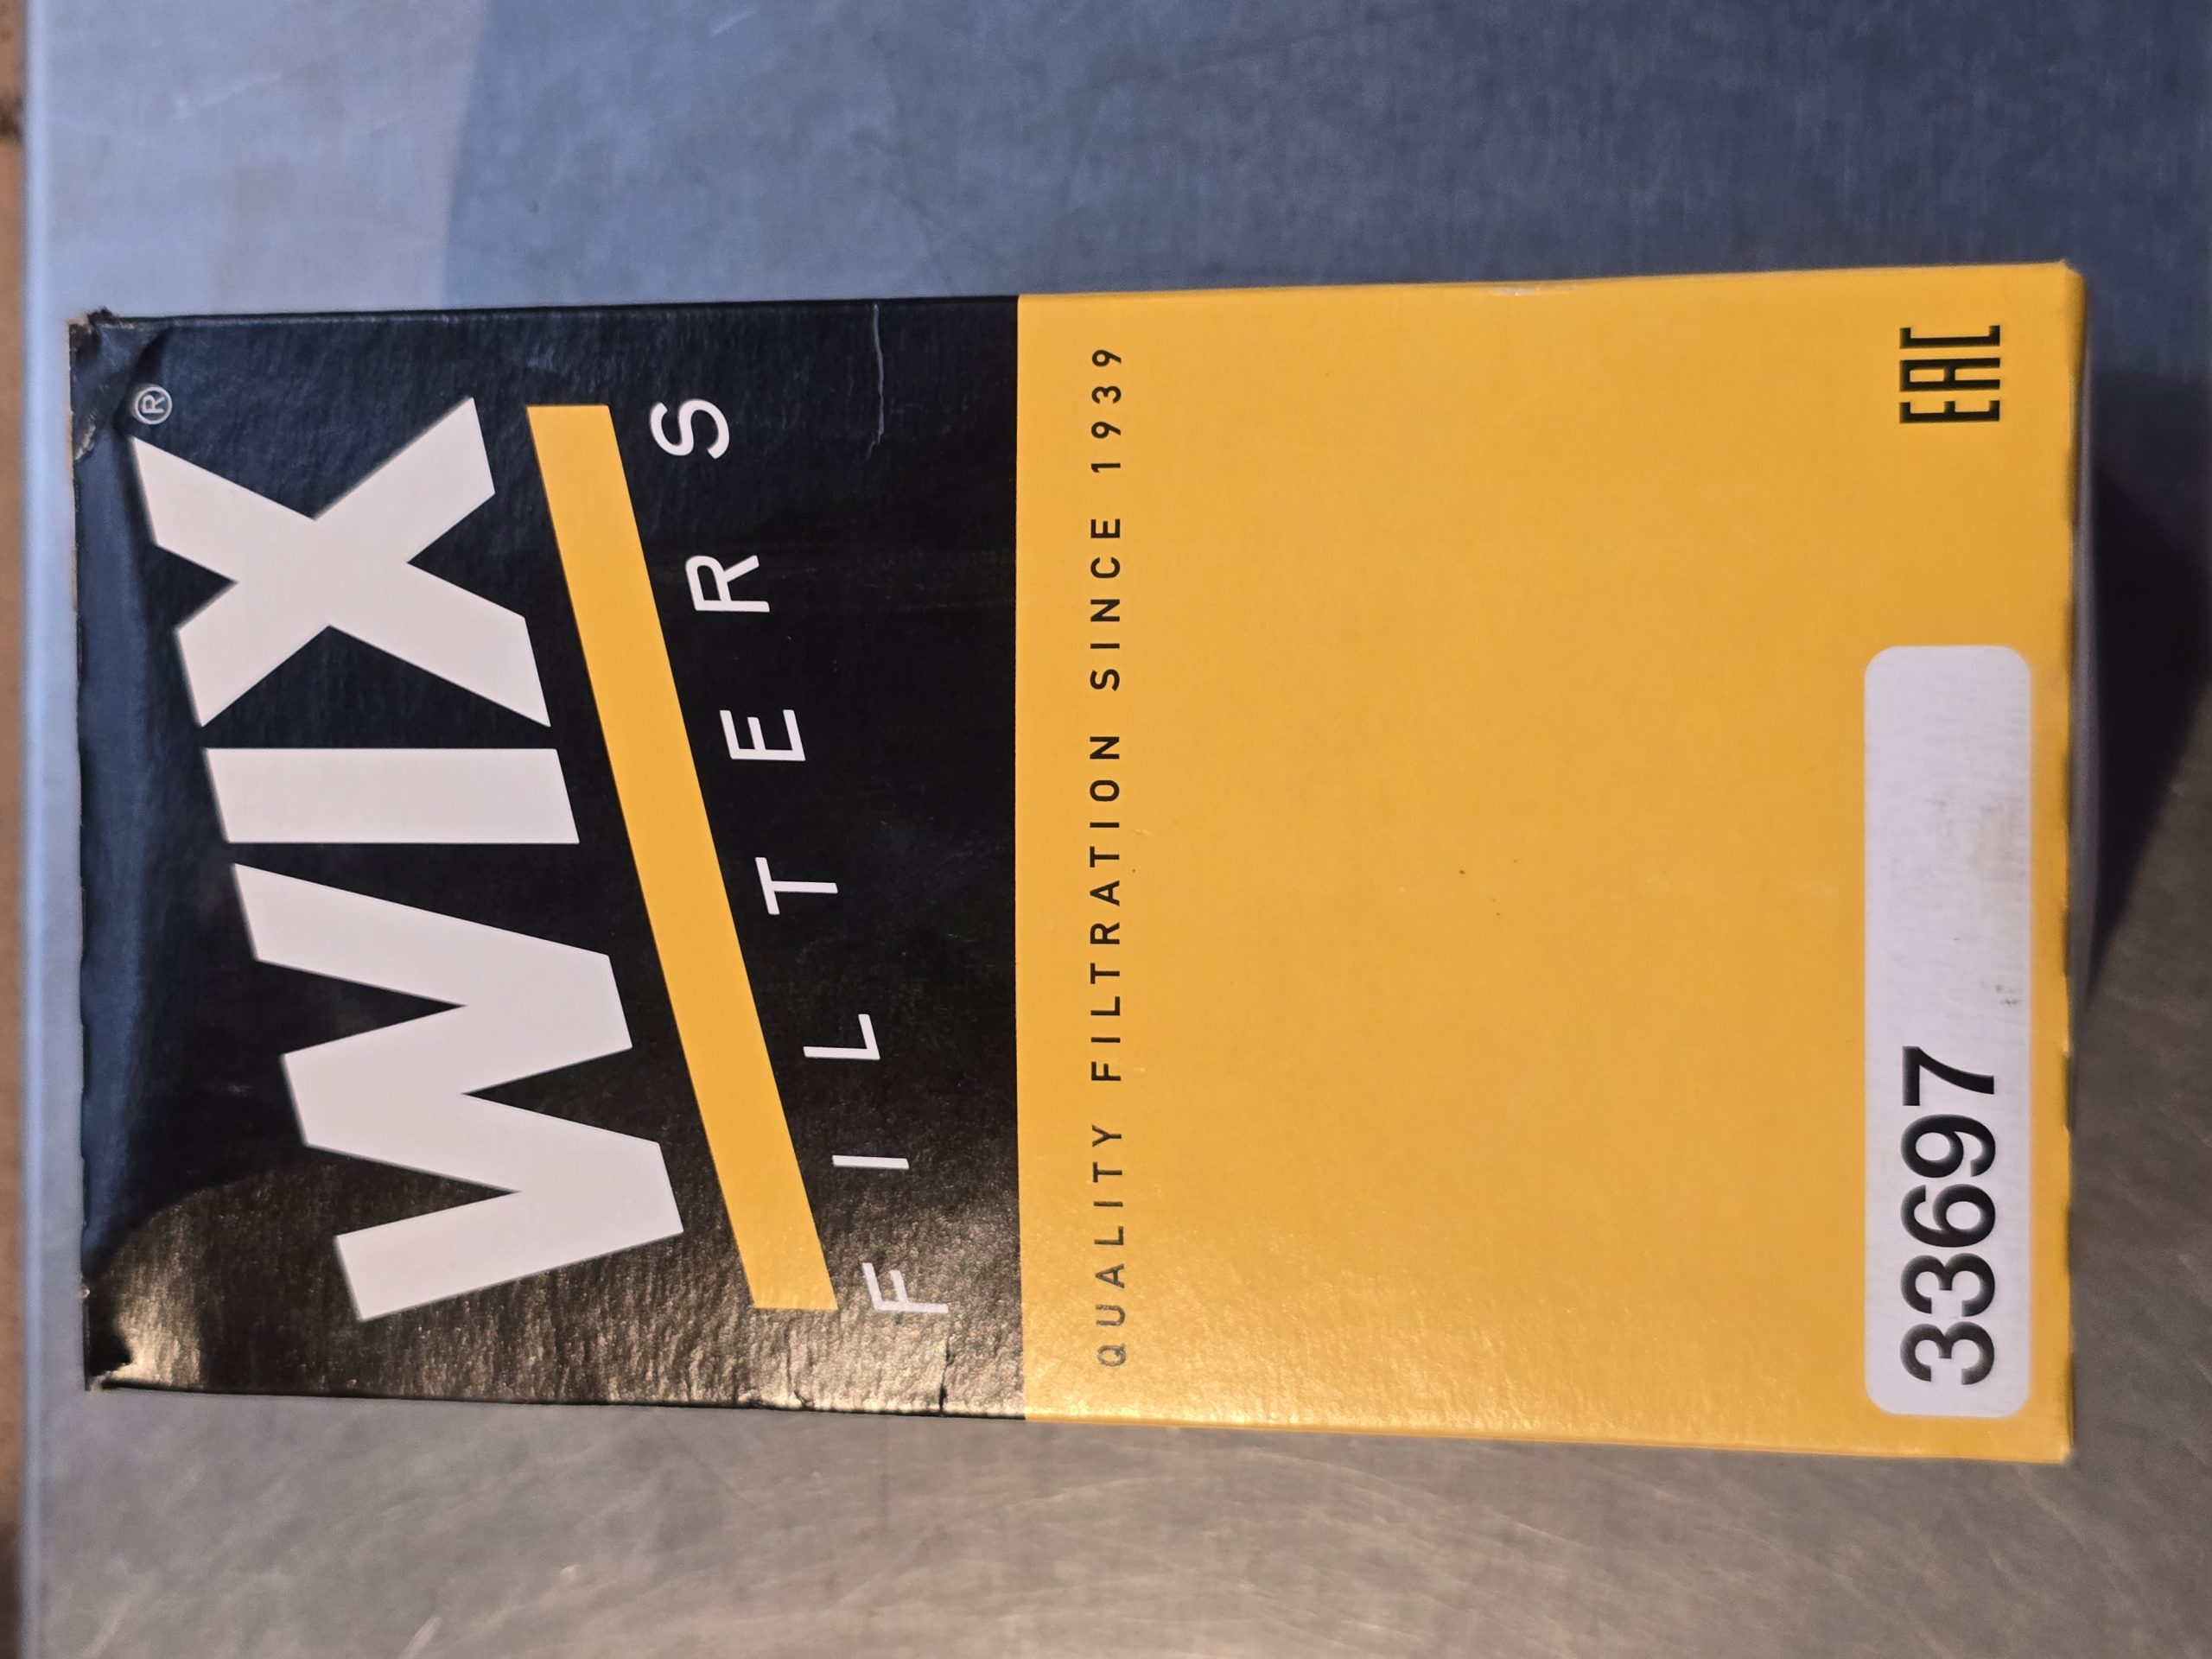 WIX®
FILTERS
QUALITY FILTRATION SINCE 1939
33697
EAC